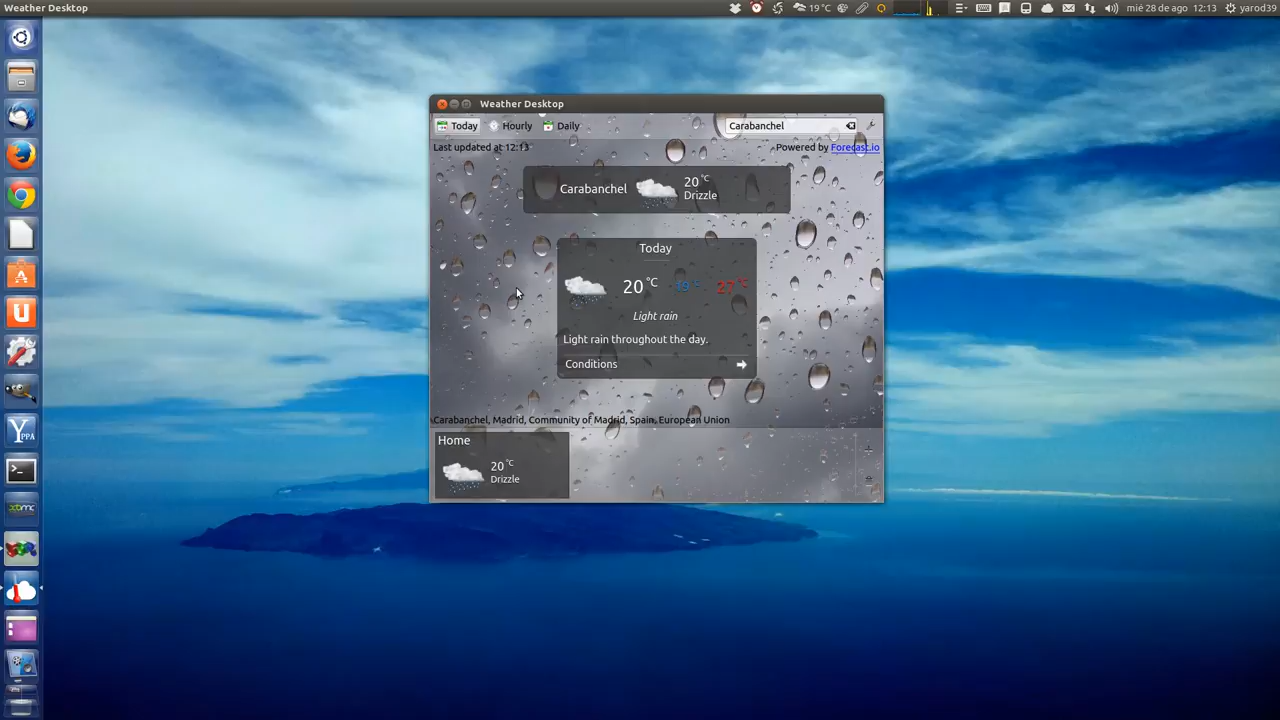 Weather Desktop
19°C
mié 28 de ago 12:13 yarod39
Weather Desktop
Today Hourly Daily Carabanchel
Last updated at 12:13 Powered by Forecast.io
Carabanchel 20 °C
Drizzle
Today
20 °C 27 °C
Light rain
Light rain throughout the day.
Conditions
Carabanchel, Madrid, Community of Madrid, Spain, European Union
Home
20 °C
Drizzle
YPPA